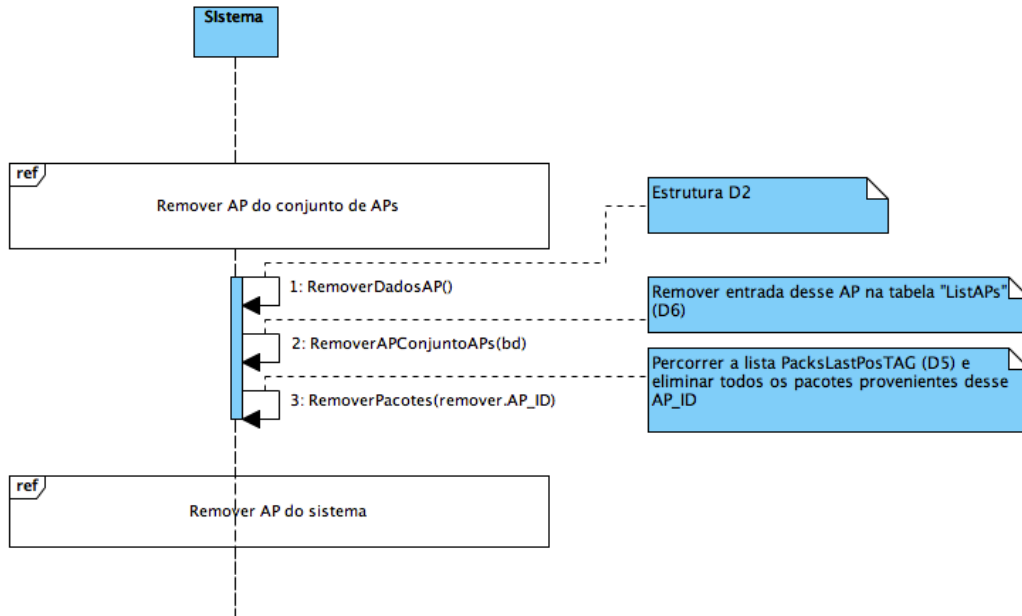 SIstema
ref
Remover AP do conjunto de APs
Estrutura D2
1: RemoverDadosAP()
Remover entrada desse AP na tabela "ListAPs"
(D6)
2: RemoverAPConjuntoAPs(bd)
Percorrer a lista PacksLastPosTAG (D5) e
eliminar todos os pacotes provenientes desse
AP_ID
3: RemoverPacotes(remover.AP_ID)
ref
Remover AP do sistema